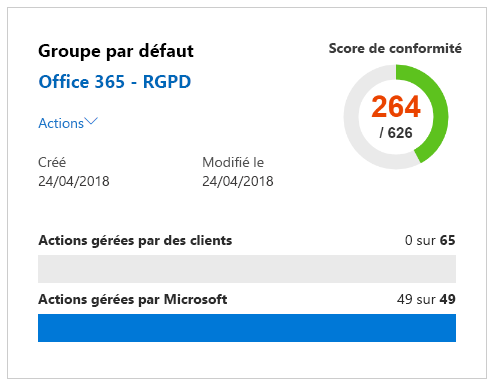 Groupe par défaut
Office 365 - RGPD
Actions
Créé
24/04/2018
Modifié le
24/04/2018
Score de conformité
264
/ 626
Actions gérées par des clients
0 sur 65
Actions gérées par Microsoft
49 sur 49